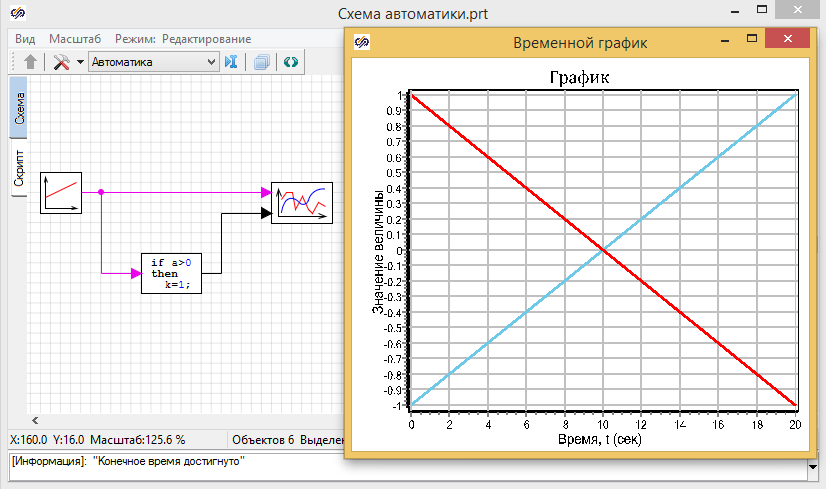 Схема автоматики.prt
Вид Масштаб Режим: Редактирование
Автоматика
Схема
Скрипт
if a>0
then
k=1;
X:160.0 Y:16.0 Масштаб:125.6 % Объектов 6 Выделен
[Информация]: "Конечное время достигнуто"
Временной график
График
Значение величины
1
0.9
0.8
0.7
0.6
0.5
0.4
0.3
0.2
0.1
0
-0.1
-0.2
-0.3
-0.4
-0.5
-0.6
-0.7
-0.8
-0.9
-1
0 2 4 6 8 10 12 14 16 18 20
Время, t (сек)